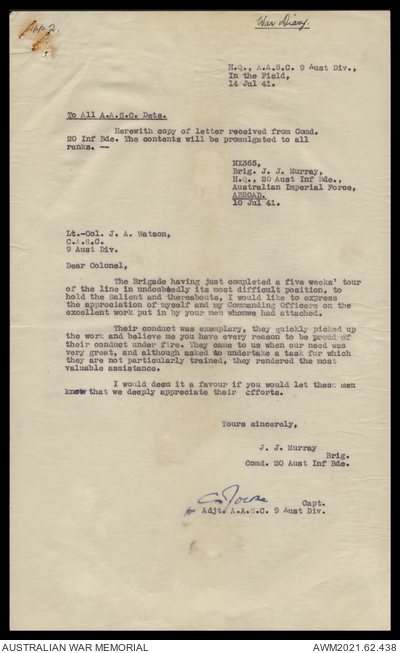 War Diary.
H.Q., A.A.S.C. 9 Aust Div.,
In the Field,
14 Jul 41.
To All A.A.S.C. Dets.
Herewith copy of letter received from Comd.
20 Inf Bde. The contents will be promulgated to all
ranks. --
NX365,
Brig. J. J. Murray,
H.Q., 20 Aust Inf Bde.,
Australian Imperial Force,
ABROAD.
10 Jul 41.
Lt.-Col. J. A. Watson,
C.A.S.C.
9 Aust Div.
Dear Colonel,
The Brigade having just completed a five weeks' tour
of the line in undoubtedly its most difficult position, to
hold the Salient and thereabouts, I would like to express
the appreciation of myself and my Commanding Officers on the
excellent work put in by your men whom we had attached.
Their conduct was exemplary, they quickly picked up
the work and believe me you have every reason to be proud of
their conduct under fire. They came to us when our need was
very great, and although asked to undertake a task for which
they are not particularly trained, they rendered the most
valuable assistance.
I would deem it a favour if you would let these men
know that we deeply appreciate their efforts.
Yours sincerely,
J. J. Murray
Brig.
Comd. 20 Aust Inf Bde.
Capt.
Adjt. A.A.S.C. 9 Aust Div.
AUSTRALIAN WAR MEMORIAL
AWM2021.62.438